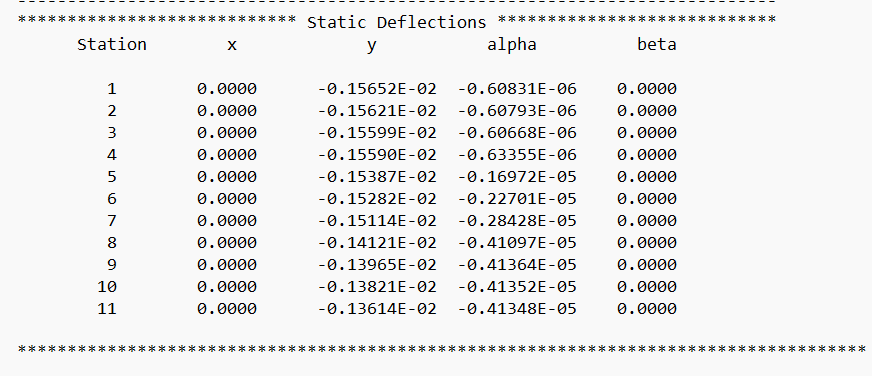 **************************** Static Deflections ****************************
Station x y alpha beta
1 0.0000 -0.15652E-02 -0.60831E-06 0.0000
2 0.0000 -0.15621E-02 -0.60793E-06 0.0000
3 0.0000 -0.15599E-02 -0.60668E-06 0.0000
4 0.0000 -0.15590E-02 -0.63355E-06 0.0000
5 0.0000 -0.15387E-02 -0.16972E-05 0.0000
6 0.0000 -0.15282E-02 -0.22701E-05 0.0000
7 0.0000 -0.15114E-02 -0.28428E-05 0.0000
8 0.0000 -0.14121E-02 -0.41097E-05 0.0000
9 0.0000 -0.13965E-02 -0.41364E-05 0.0000
10 0.0000 -0.13821E-02 -0.41352E-05 0.0000
11 0.0000 -0.13614E-02 -0.41348E-05 0.0000
*************************************************************************************